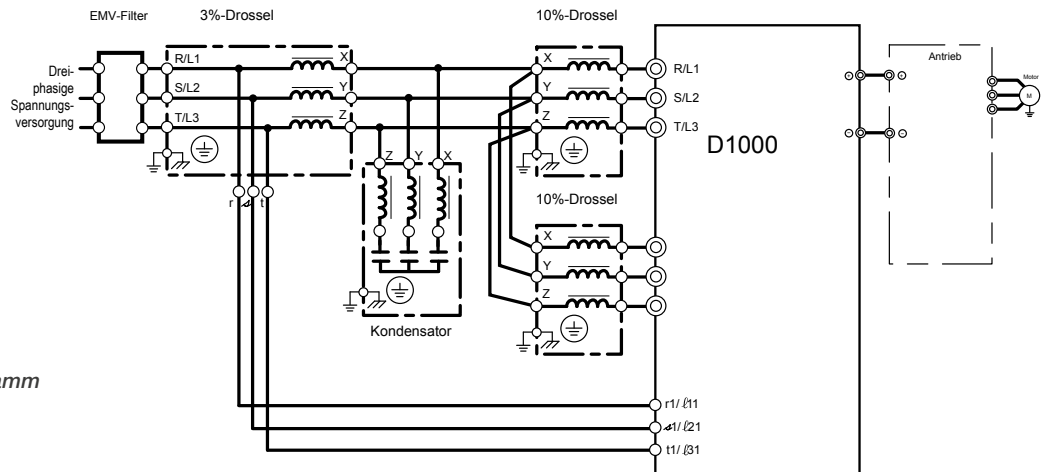 EMV-Filter
3%-Drossel
10%-Drossel
Drei-
phasige
Spannungs-
versorgung
R/L1
S/L2
T/L3
X
Y
Z
r
𝓈
t
Z Y X
Kondensator
X
Y
Z
R/L1
S/L2
T/L3
D1000
10%-Drossel
X
Y
Z
r1/ℓ11
𝓈1/ℓ21
t1/ℓ31
Antrieb
Motor
M
amm